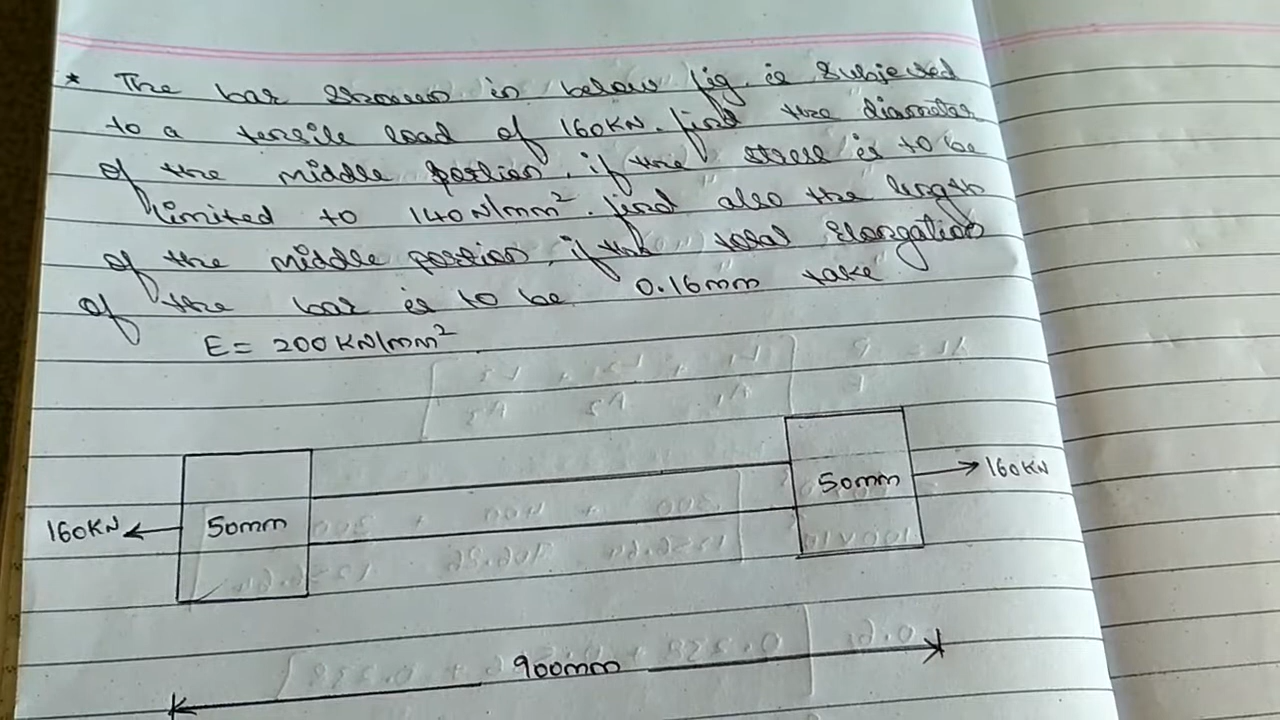 * The bar shown in below fig. is subjected
to a tensile load of 160KN. find the diameter
of the middle portion, if the stress is to be
limited to 140N/mm². find also the length
of the middle portion, if the total elongation
of the bar is to be 0.16mm take
E = 200KN/mm²
160KN 50mm 50mm 160KN
900mm